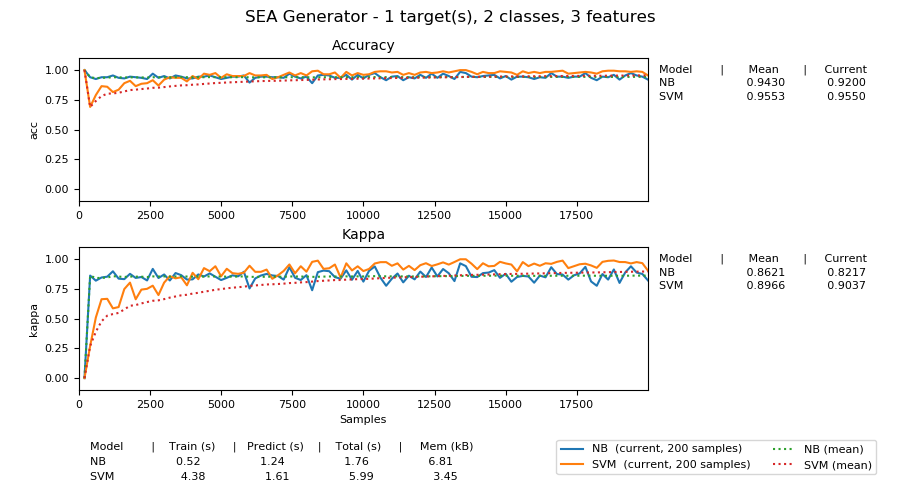 SEA Generator - 1 target(s), 2 classes, 3 features
Accuracy
1.00
0.75
0.50
0.25
0.00
acc
0 2500 5000 7500 10000 12500 15000 17500
Model | Mean | Current
NB 0.9430 0.9200
SVM 0.9553 0.9550
Kappa
1.00
0.75
0.50
0.25
0.00
kappa
0 2500 5000 7500 10000 12500 15000 17500
Samples
Model | Mean | Current
NB 0.8621 0.8217
SVM 0.8966 0.9037
Model | Train (s) | Predict (s) | Total (s) | Mem (kB)
NB 0.52 1.24 1.76 6.81
SVM 4.38 1.61 5.99 3.45
NB (current, 200 samples)
SVM (current, 200 samples)
NB (mean)
SVM (mean)